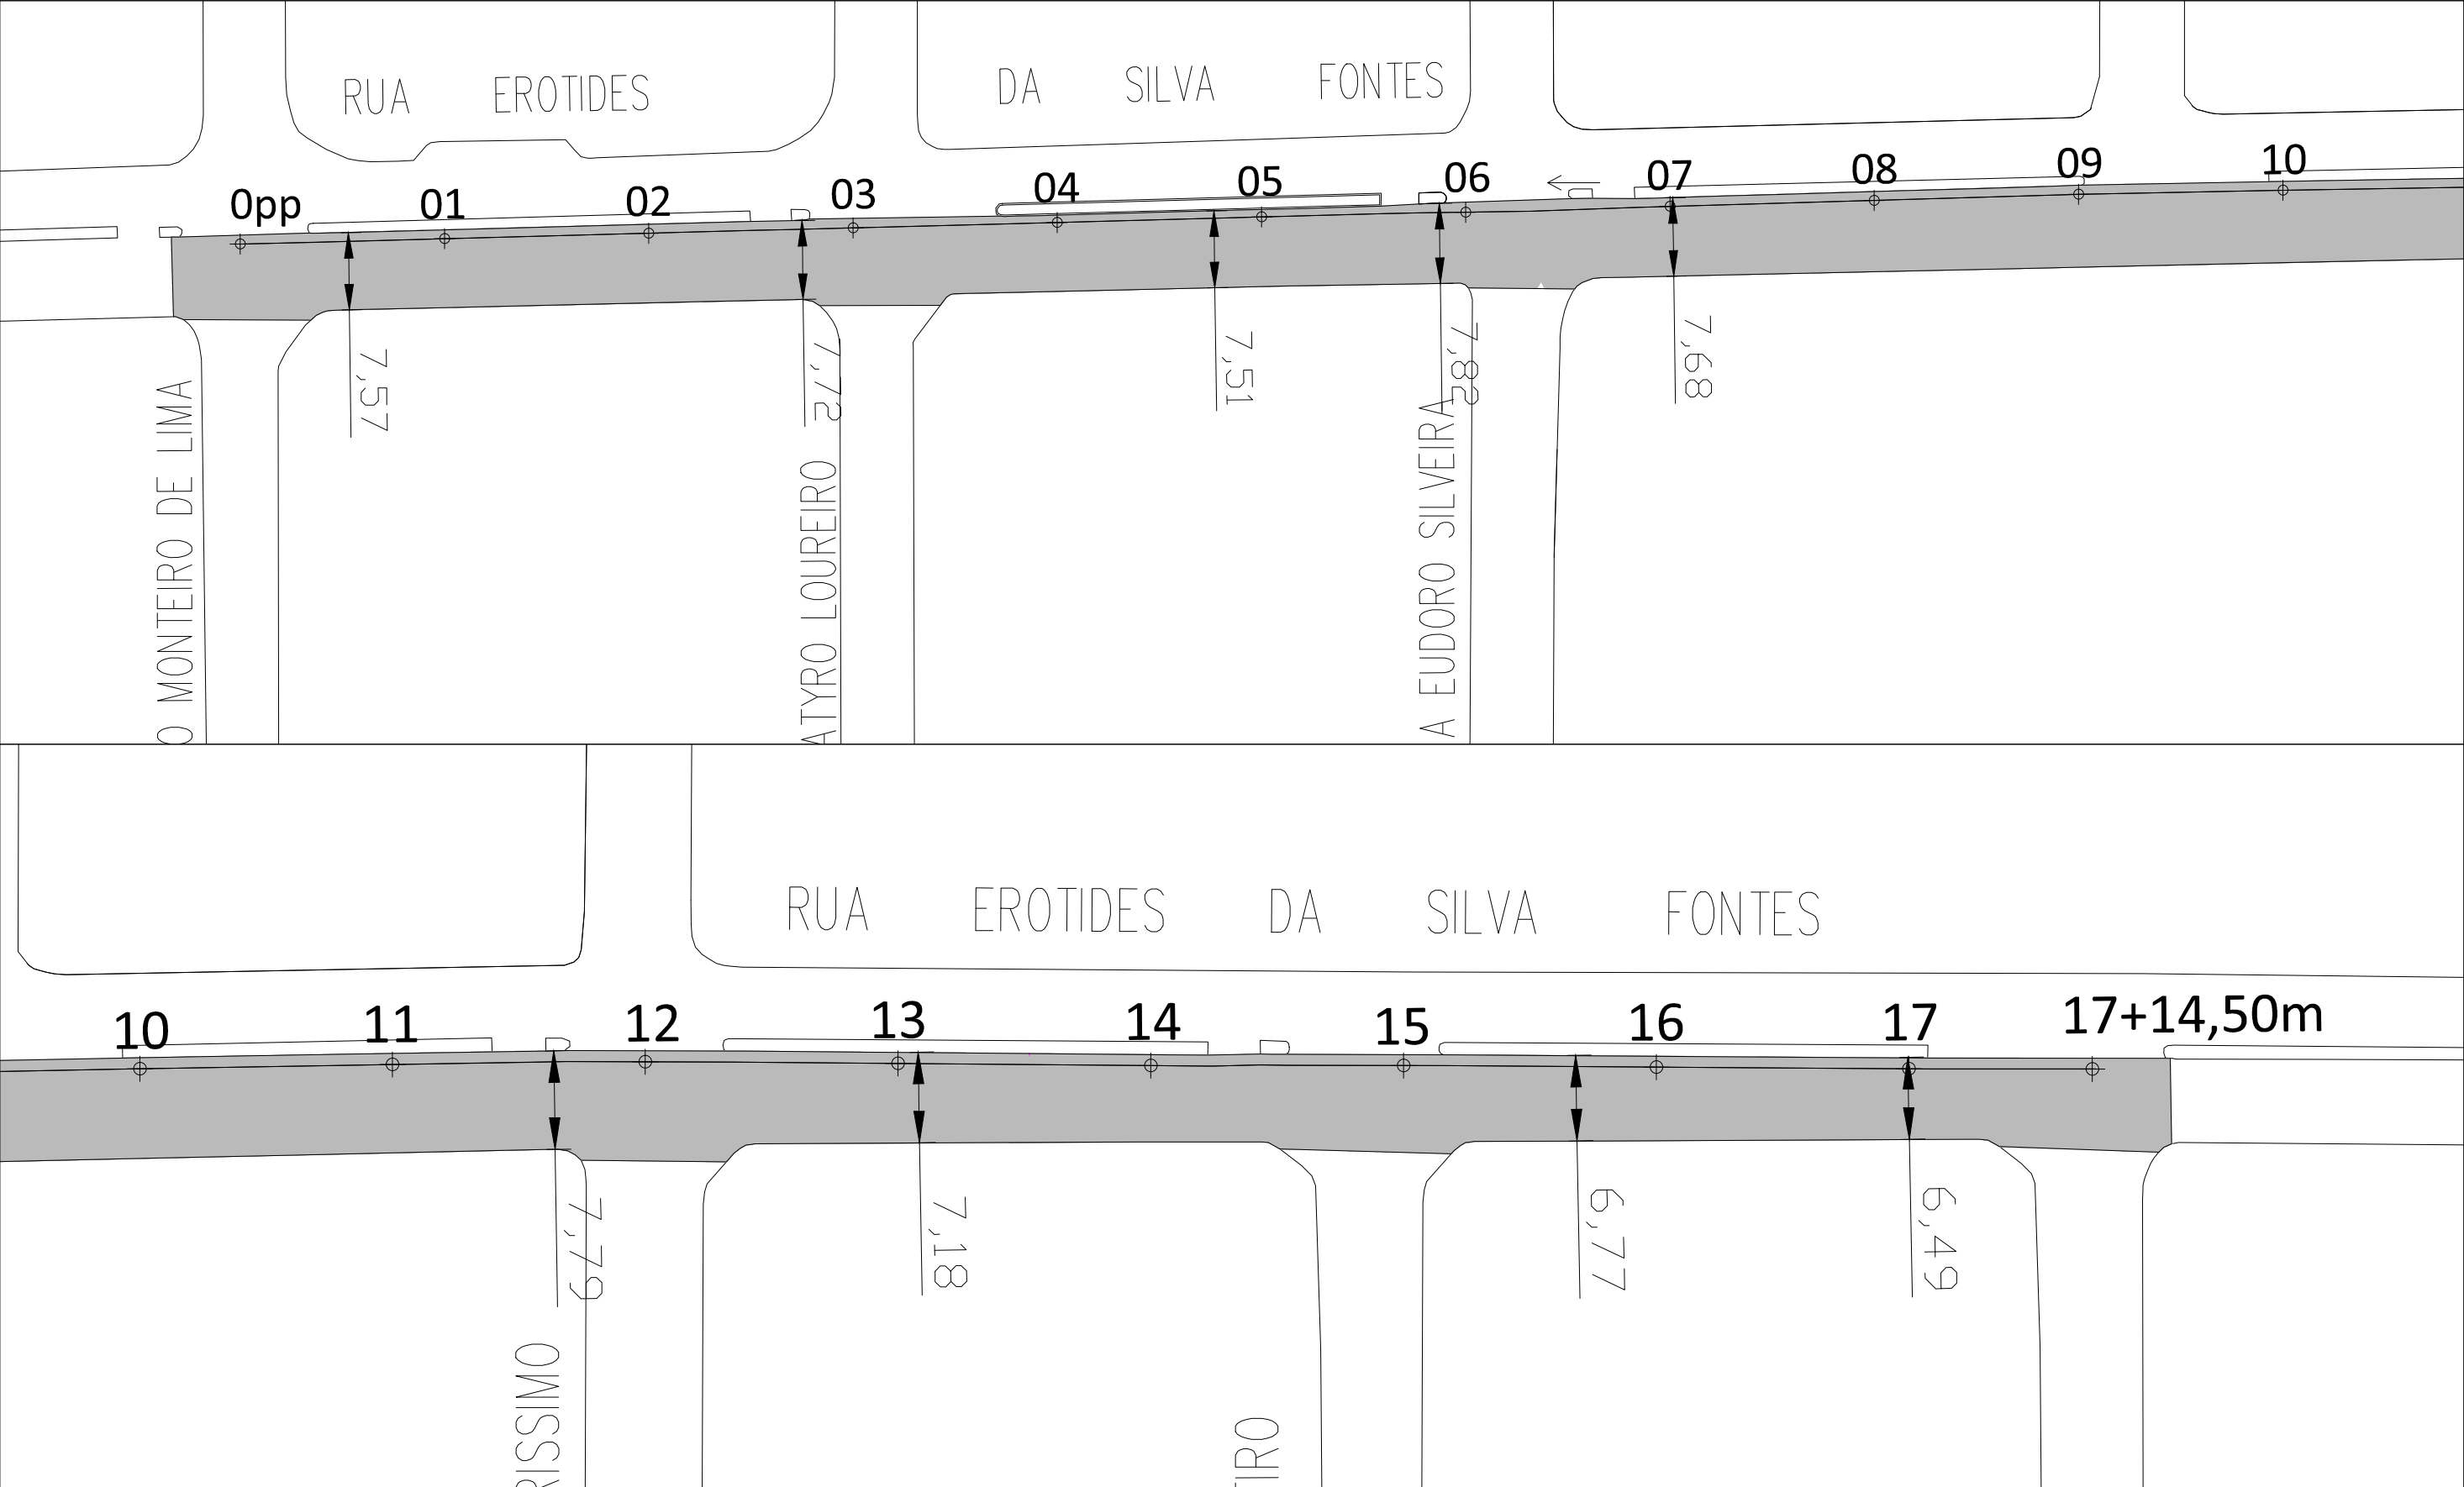 RUA EROTIDES DA SILVA FONTES
0pp 01 02 03 04 05 06 07 08 09 10
7,57
7,72
7,51
7,82
7,68
O MONTEIRO DE LIMA
ATYRO LOUREIRO
A EUDORO SILVEIRA
RUA EROTIDES DA SILVA FONTES
10 11 12 13 14 15 16 17 17+14,50m
7,79
7,18
6,77
6,49
RISSIMO
IRO